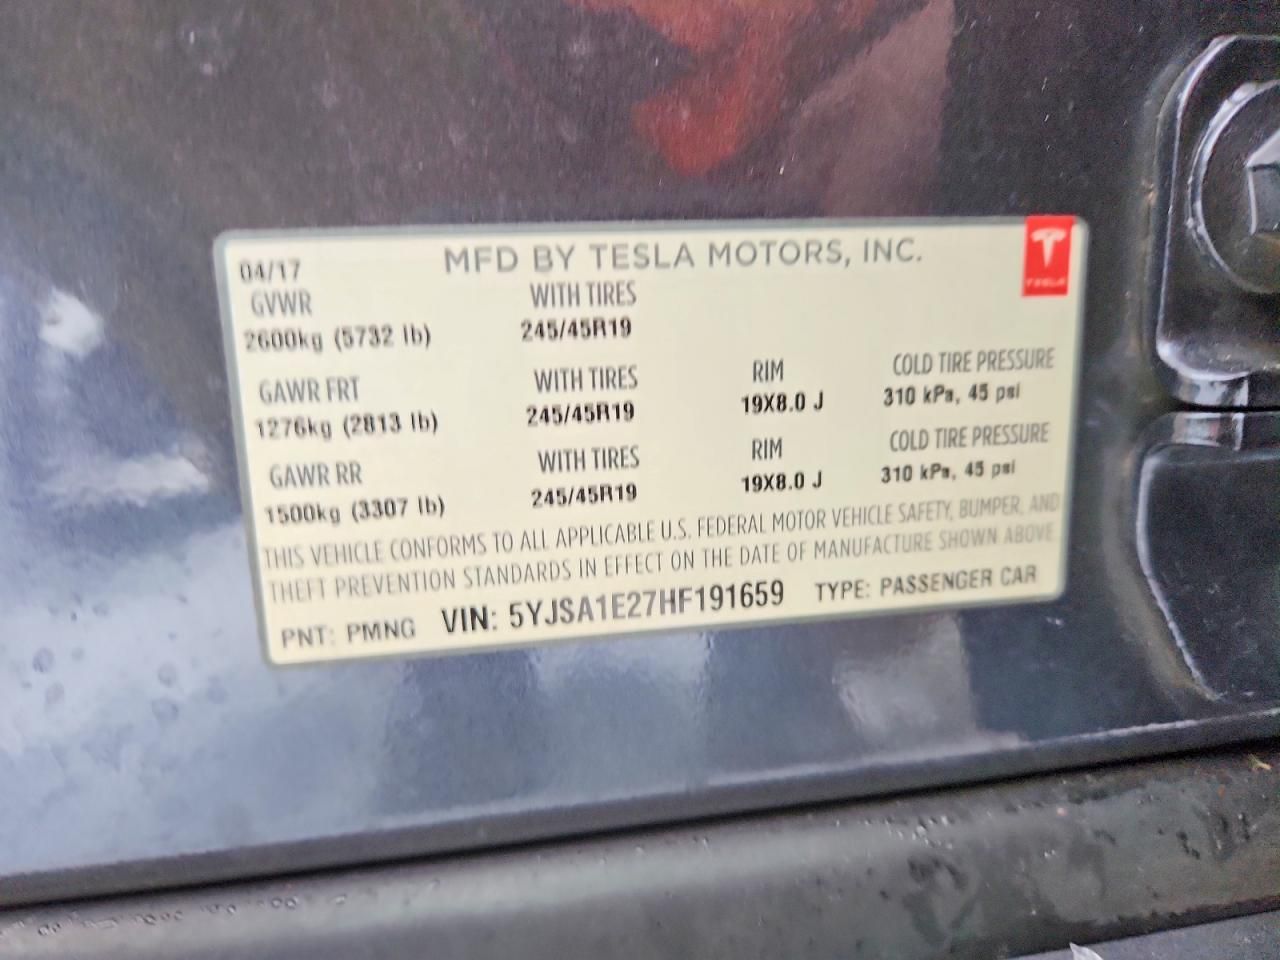 04/17 MFD BY TESLA MOTORS, INC.
TESLA
GVWR WITH TIRES
2600kg (5732 lb) 245/45R19
GAWR FRT WITH TIRES RIM COLD TIRE PRESSURE
1276kg (2813 lb) 245/45R19 19X8.0 J 310 kPa, 45 psi
GAWR RR WITH TIRES RIM COLD TIRE PRESSURE
1500kg (3307 lb) 245/45R19 19X8.0 J 310 kPa, 45 psi
THIS VEHICLE CONFORMS TO ALL APPLICABLE U.S. FEDERAL MOTOR VEHICLE SAFETY, BUMPER, AND
THEFT PREVENTION STANDARDS IN EFFECT ON THE DATE OF MANUFACTURE SHOWN ABOVE
PNT: PMNG VIN: 5YJSA1E27HF191659 TYPE: PASSENGER CAR